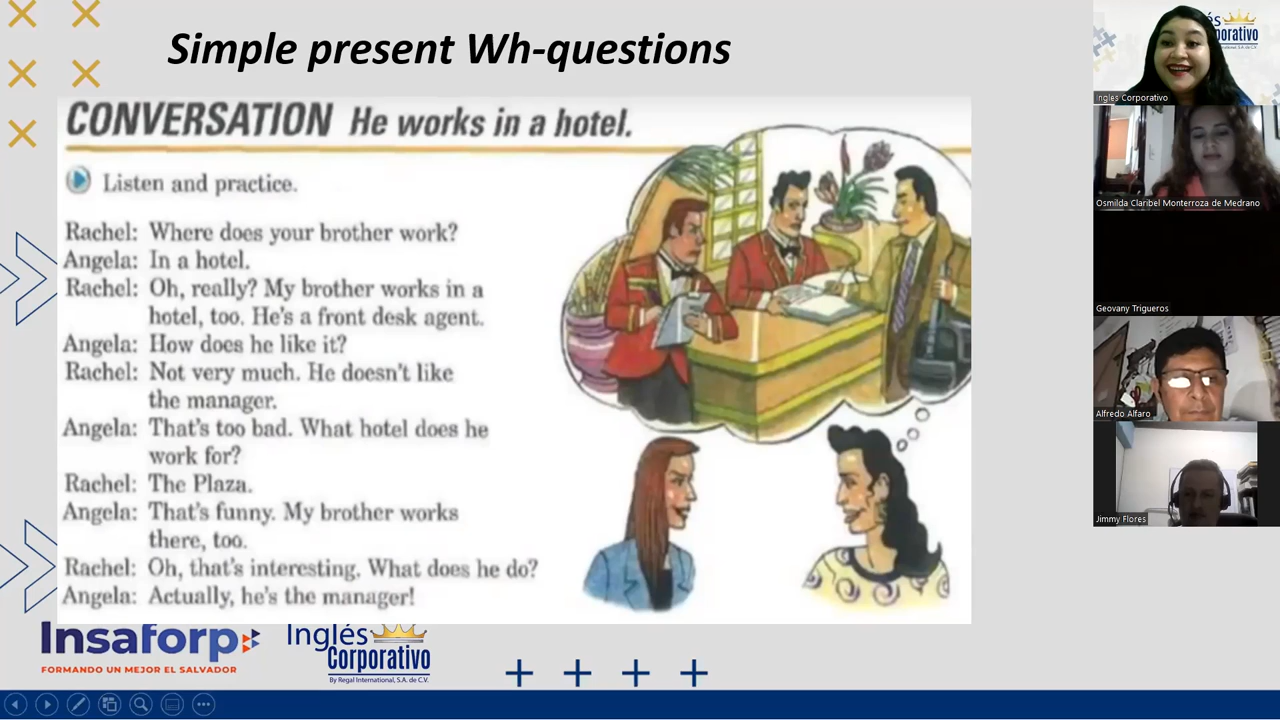 Simple present Wh-questions
CONVERSATION He works in a hotel.
Listen and practice.
Rachel: Where does your brother work?
Angela: In a hotel.
Rachel: Oh, really? My brother works in a
hotel, too. He's a front desk agent.
Angela: How does he like it?
Rachel: Not very much. He doesn't like
the manager.
Angela: That's too bad. What hotel does he
work for?
Rachel: The Plaza.
Angela: That's funny. My brother works
there, too.
Rachel: Oh, that's interesting. What does he do?
Angela: Actually, he's the manager!
Insaforp
FORMANDO UN MEJOR EL SALVADOR
Inglés
Corporativo
By Regal International, S.A. de C.V.
Ingles Corporativo
Osmilda Claribel Monterroza de Medrano
Geovany Trigueros
Alfredo Alfaro
Jimmy Flores